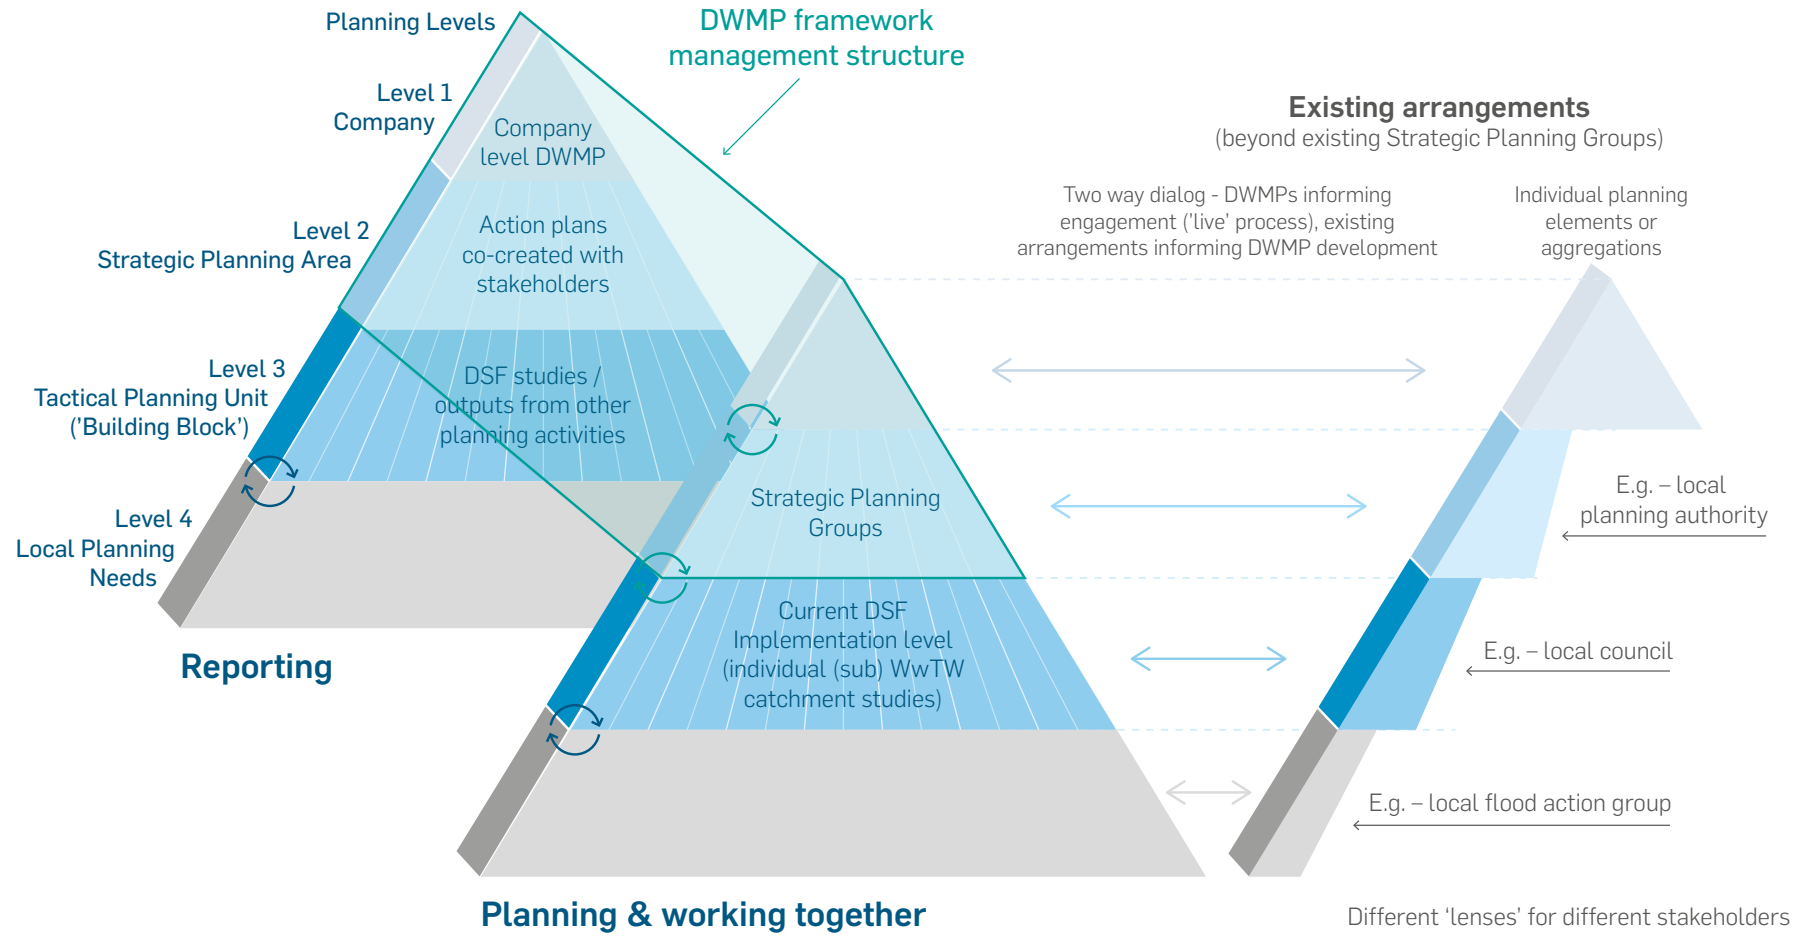 Planning Levels
Level 1
Company
Level 2
Strategic Planning Area
Level 3
Tactical Planning Unit
('Building Block')
Level 4
Local Planning
Needs
DWMP framework
management structure
Company
level DWMP
Action plans
co-created with
stakeholders
DSF studies /
outputs from other
planning activities
Reporting
Strategic Planning
Groups
Current DSF
Implementation level
(individual (sub) WwTW
catchment studies)
Planning & working together
Existing arrangements
(beyond existing Strategic Planning Groups)
Two way dialog - DWMPs informing
engagement ('live' process), existing
arrangements informing DWMP development
Individual planning
elements or
aggregations
E.g. – local
planning authority
E.g. – local council
E.g. – local flood action group
Different ‘lenses’ for different stakeholders